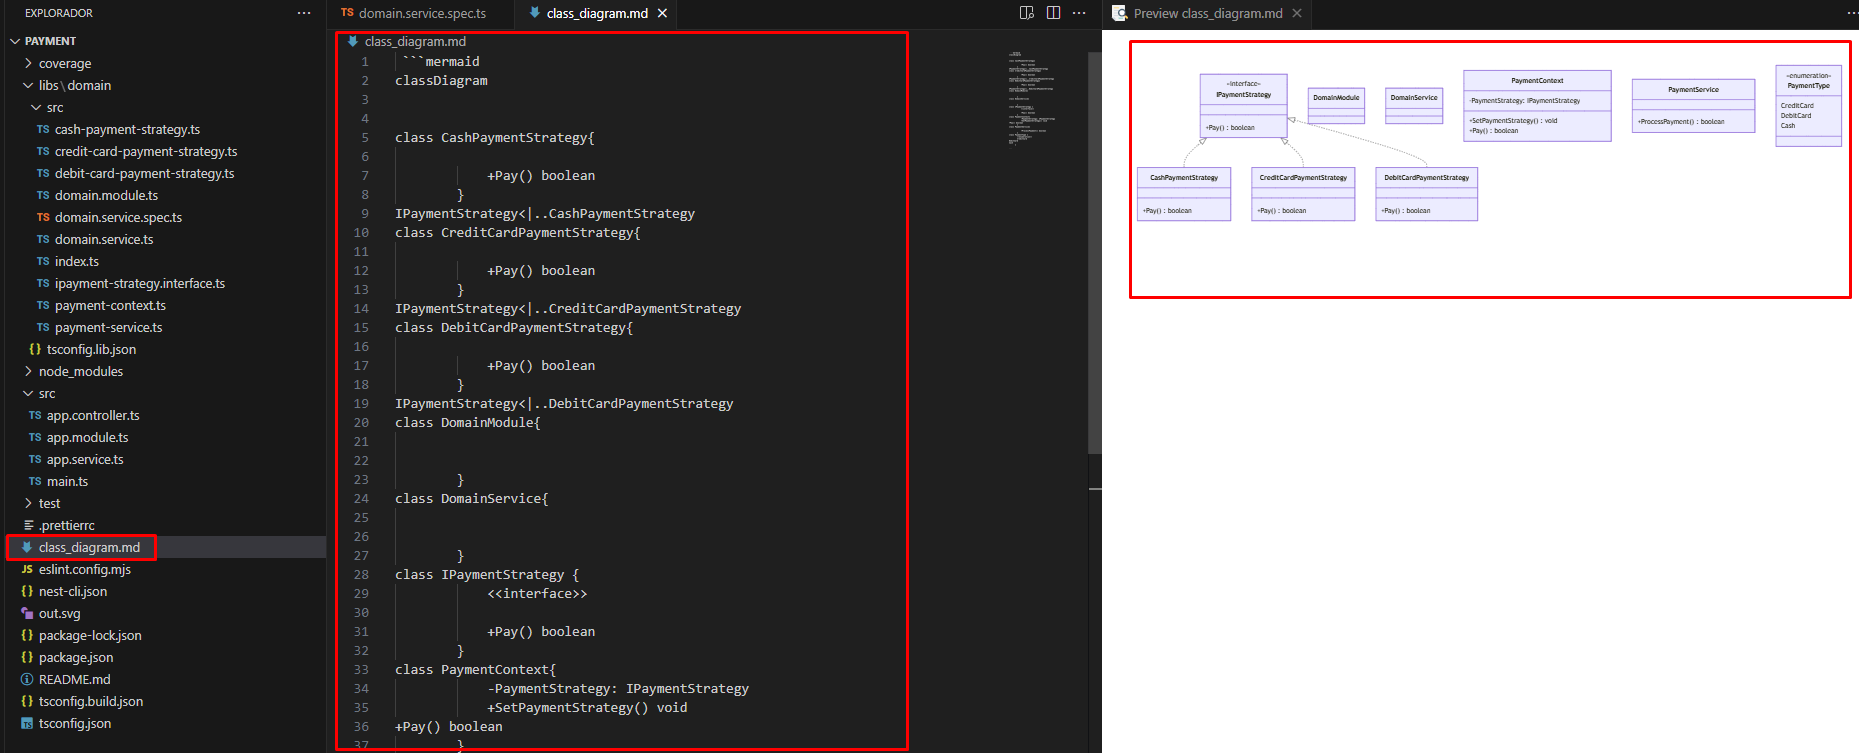 EXPLORADOR
PAYMENT
coverage
libs\domain
src
TS cash-payment-strategy.ts
TS credit-card-payment-strategy.ts
TS debit-card-payment-strategy.ts
TS domain.module.ts
TS domain.service.spec.ts
TS domain.service.ts
TS index.ts
TS ipayment-strategy.interface.ts
TS payment-context.ts
TS payment-service.ts
{} tsconfig.lib.json
node_modules
src
TS app.controller.ts
TS app.module.ts
TS app.service.ts
TS main.ts
test
.prettierrc
class_diagram.md
JS eslint.config.mjs
{} nest-cli.json
out.svg
{} package-lock.json
{} package.json
README.md
{} tsconfig.build.json
TS tsconfig.json
TS domain.service.spec.ts
class_diagram.md
class_diagram.md
1 ```mermaid
2 classDiagram
3
4
5 class CashPaymentStrategy{
6
7 +Pay() boolean
8 }
9 IPaymentStrategy<|..CashPaymentStrategy
10 class CreditCardPaymentStrategy{
11
12 +Pay() boolean
13 }
14 IPaymentStrategy<|..CreditCardPaymentStrategy
15 class DebitCardPaymentStrategy{
16
17 +Pay() boolean
18 }
19 IPaymentStrategy<|..DebitCardPaymentStrategy
20 class DomainModule{
21
22
23 }
24 class DomainService{
25
26
27 }
28 class IPaymentStrategy {
29 <<interface>>
30
31 +Pay() boolean
32 }
33 class PaymentContext{
34 -PaymentStrategy: IPaymentStrategy
35 +SetPaymentStrategy() void
36 +Pay() boolean
37 }
Preview class_diagram.md
«interface»
IPaymentStrategy
+Pay() : boolean
DomainModule
DomainService
PaymentContext
-PaymentStrategy: IPaymentStrategy
+SetPaymentStrategy() : void
+Pay() : boolean
PaymentService
+ProcessPayment() : boolean
«enumeration»
PaymentType
CreditCard
DebitCard
Cash
CashPaymentStrategy
+Pay() : boolean
CreditCardPaymentStrategy
+Pay() : boolean
DebitCardPaymentStrategy
+Pay() : boolean